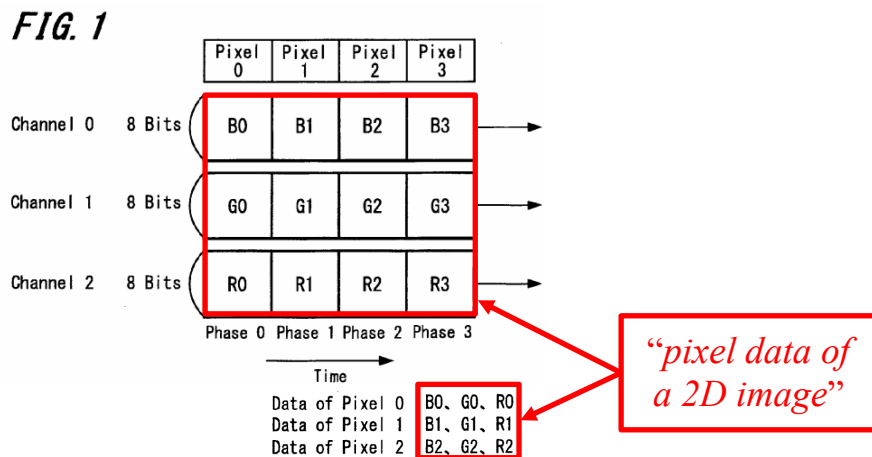 FIG. 1
Pixel 0 Pixel 1 Pixel 2 Pixel 3
Channel 0 8 Bits B0 B1 B2 B3
Channel 1 8 Bits G0 G1 G2 G3
Channel 2 8 Bits R0 R1 R2 R3
Phase 0 Phase 1 Phase 2 Phase 3
Time
Data of Pixel 0 B0、G0、R0
Data of Pixel 1 B1、G1、R1
Data of Pixel 2 B2、G2、R2
“pixel data of
a 2D image”